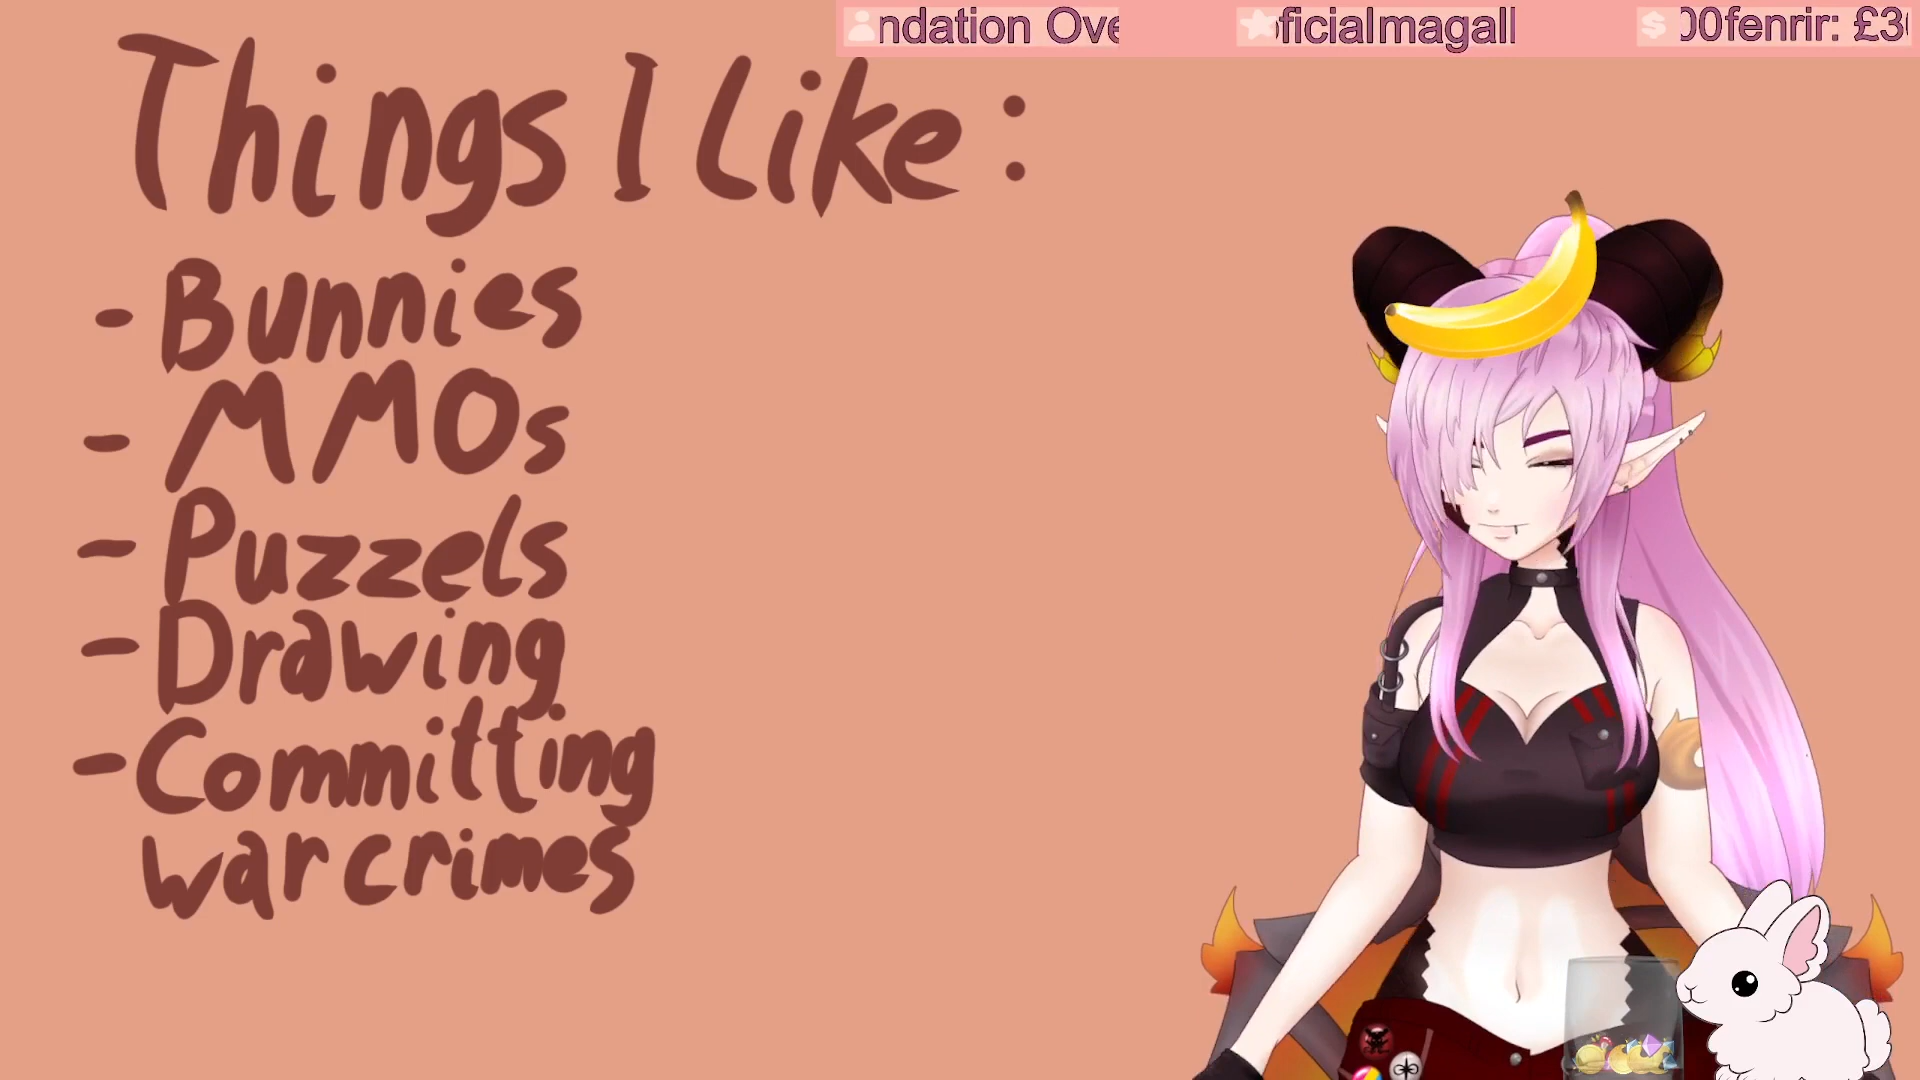 ndation Ove
ficialmagall
00fenrir: £3
Things I Like :
- Bunnies
- MMOs
- Puzzels
- Drawing
- Committing
war crimes